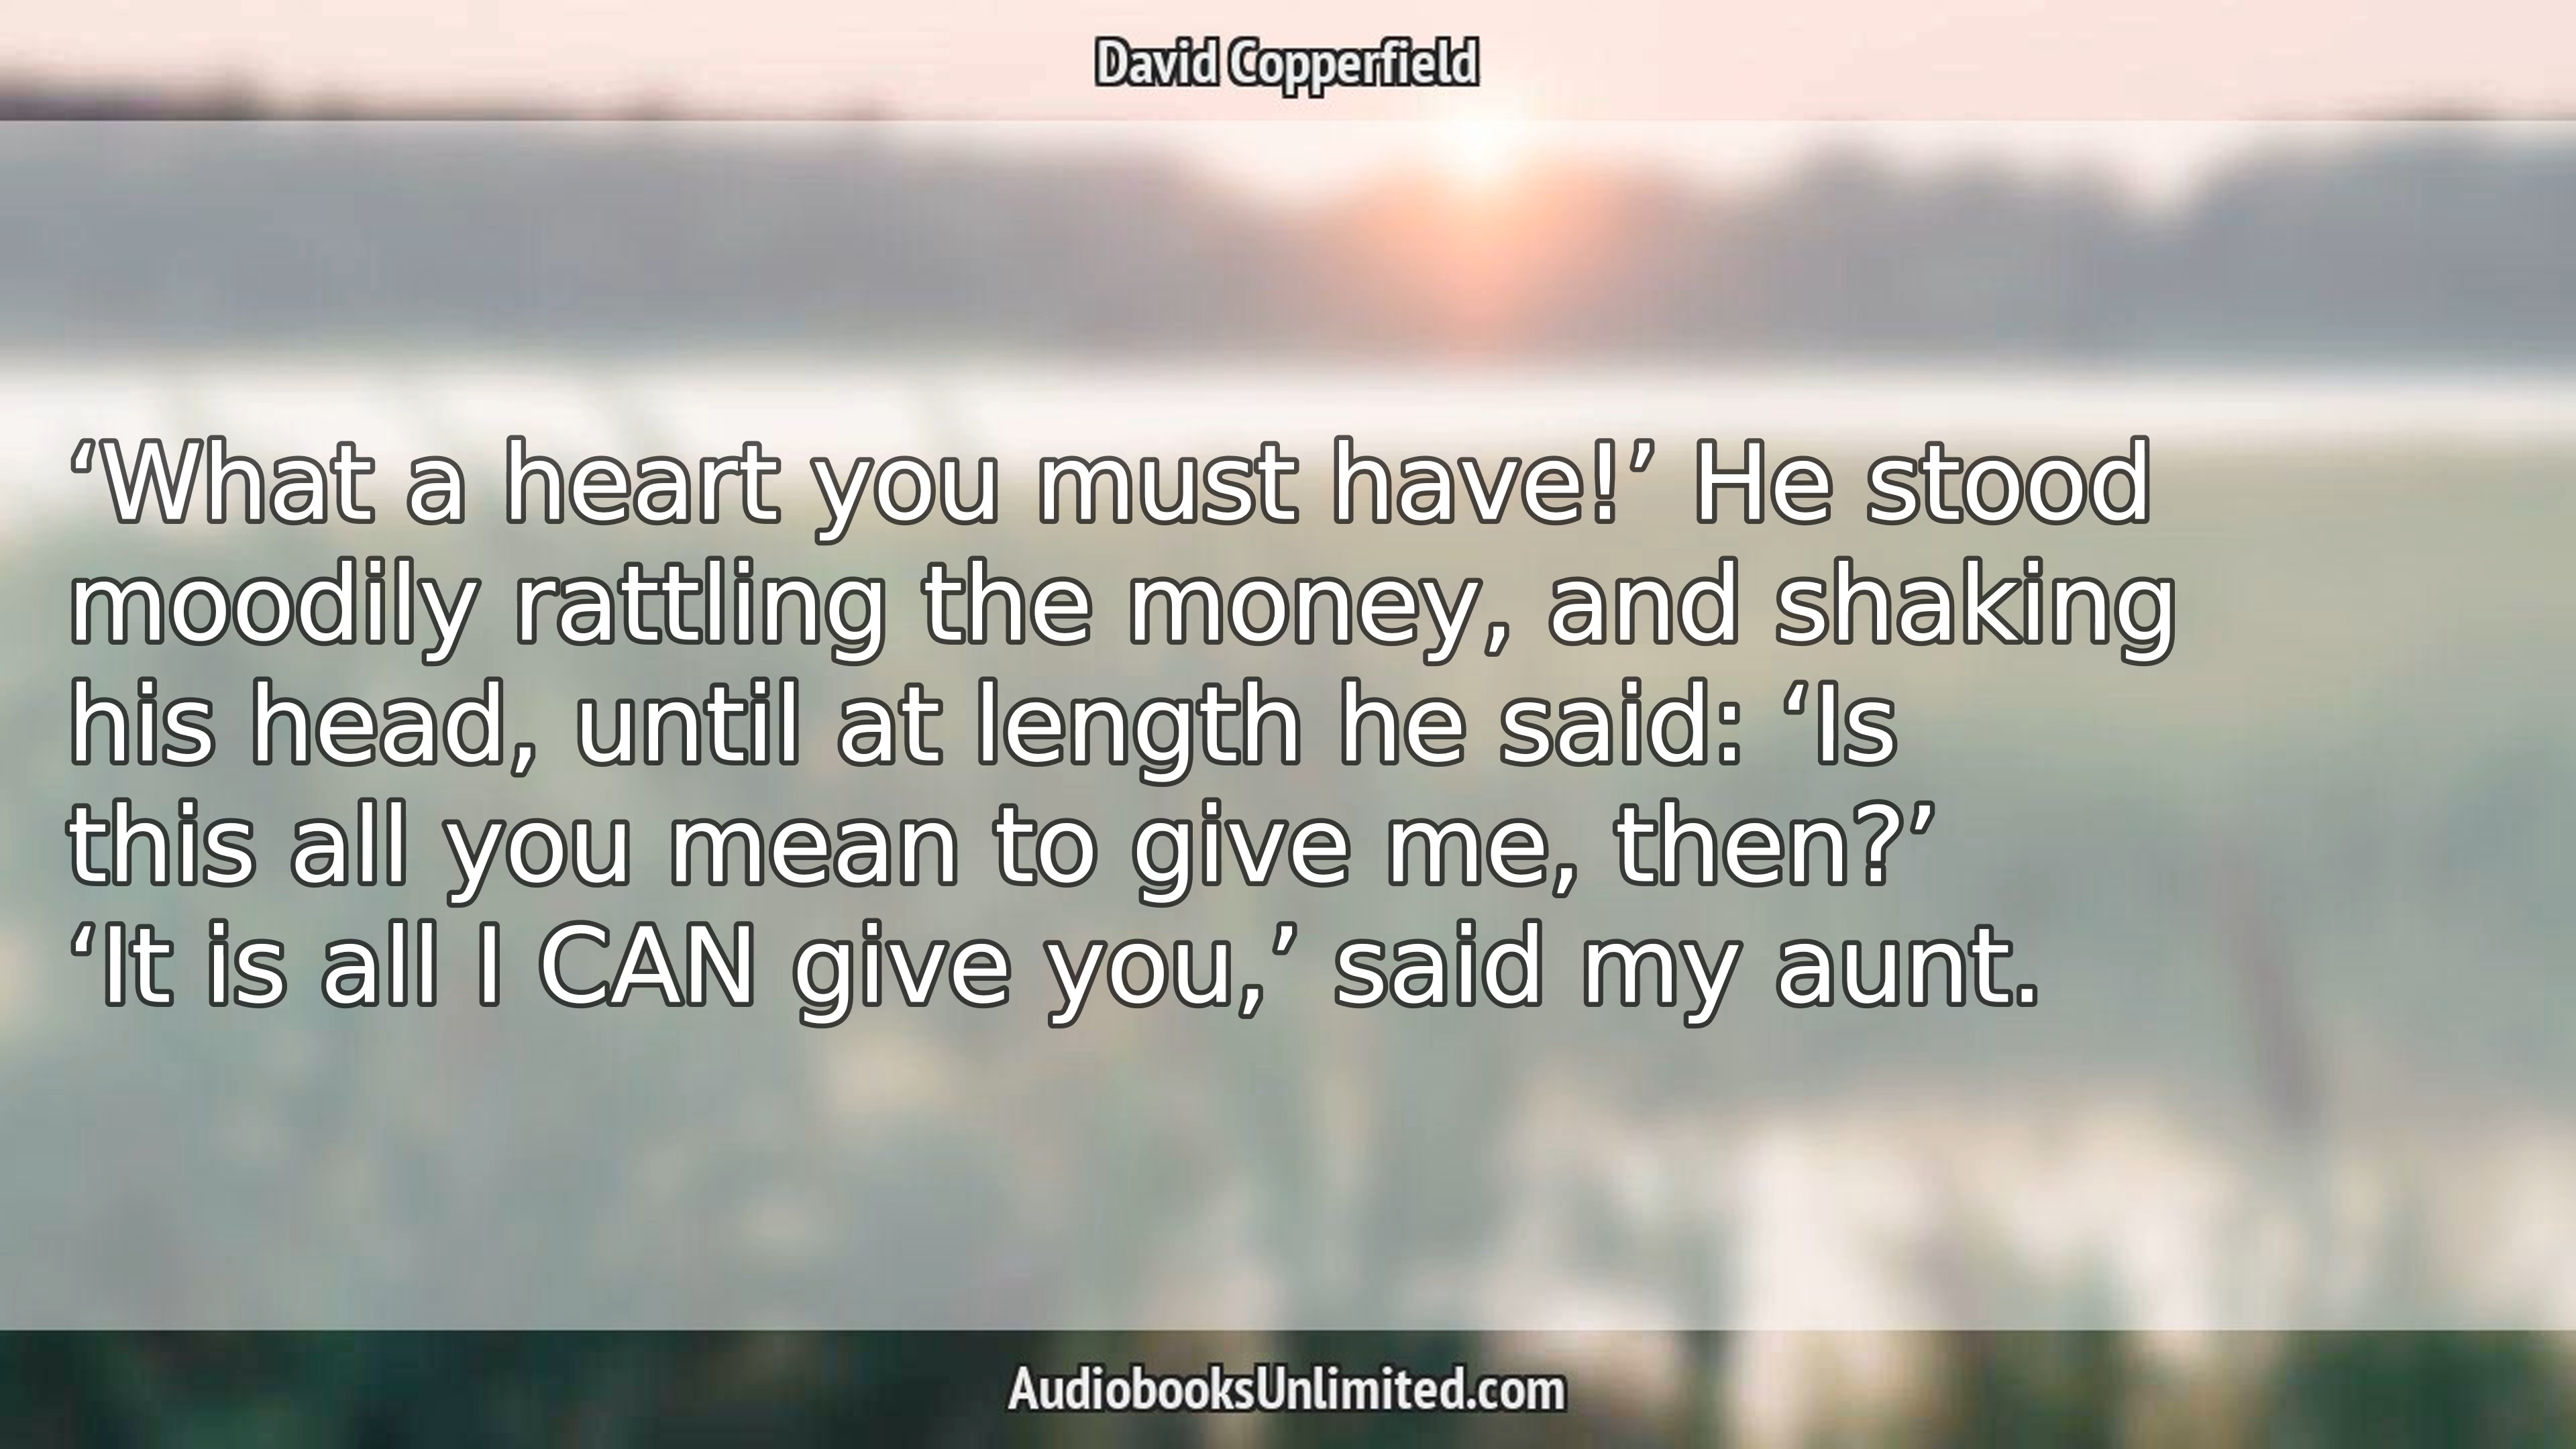 David Copperfield
‘What a heart you must have!’ He stood
moodily rattling the money, and shaking
his head, until at length he said: ‘Is
this all you mean to give me, then?’
‘It is all I CAN give you,’ said my aunt.
AudiobooksUnlimited.com